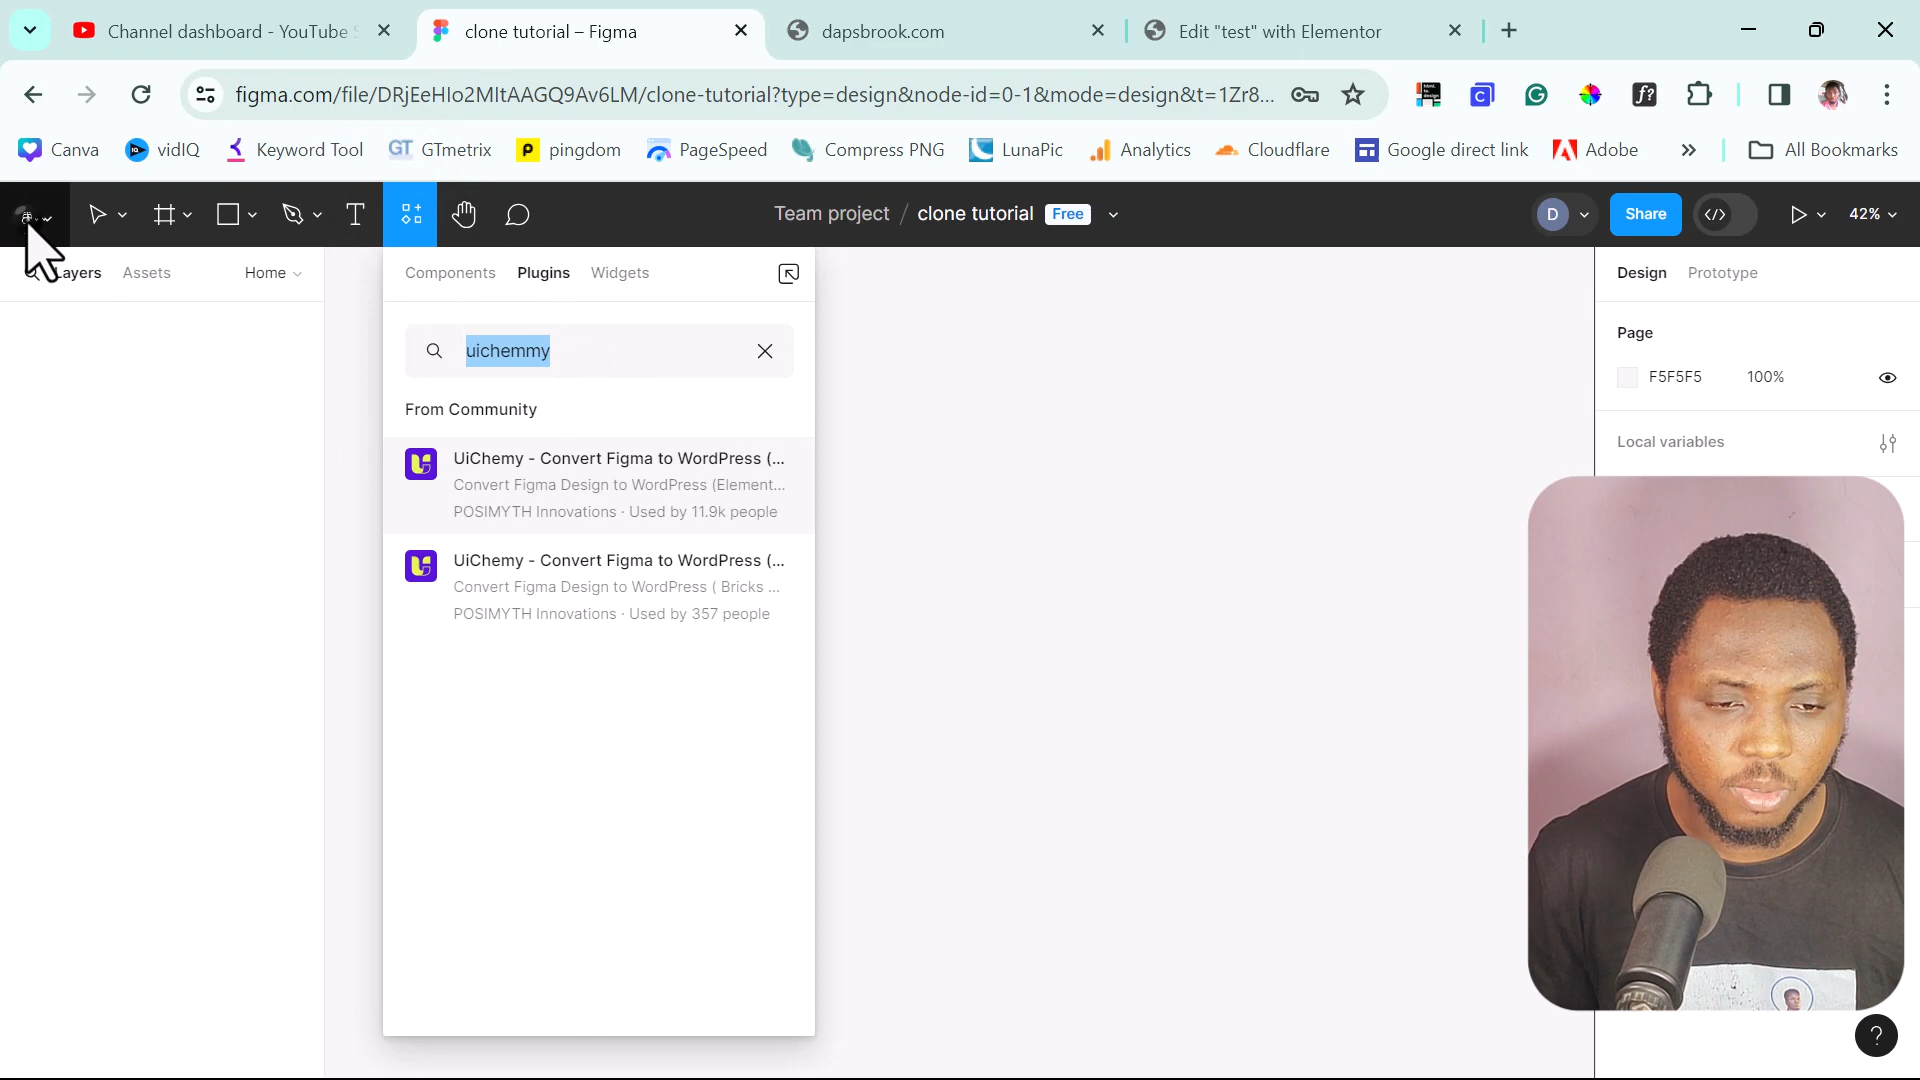 Channel dashboard - YouTube S
clone tutorial – Figma
dapsbrook.com
Edit "test" with Elementor
figma.com/file/DRjEeHIo2MItAAGQ9Av6LM/clone-tutorial?type=design&node-id=0-1&mode=design&t=1Zr8...
Canva
vidIQ
Keyword Tool
GT GTmetrix
pingdom
PageSpeed
Compress PNG
LunaPic
Analytics
Cloudflare
Google direct link
Adobe
All Bookmarks
Team project / clone tutorial Free
D
Share
42%
Layers
Assets
Home
Components
Plugins
Widgets
uichemmy
From Community
UiChemy - Convert Figma to WordPress (...
Convert Figma Design to WordPress (Element...
POSIMYTH Innovations · Used by 11.9k people
UiChemy - Convert Figma to WordPress (...
Convert Figma Design to WordPress ( Bricks ...
POSIMYTH Innovations · Used by 357 people
Design
Prototype
Page
F5F5F5
100%
Local variables
?